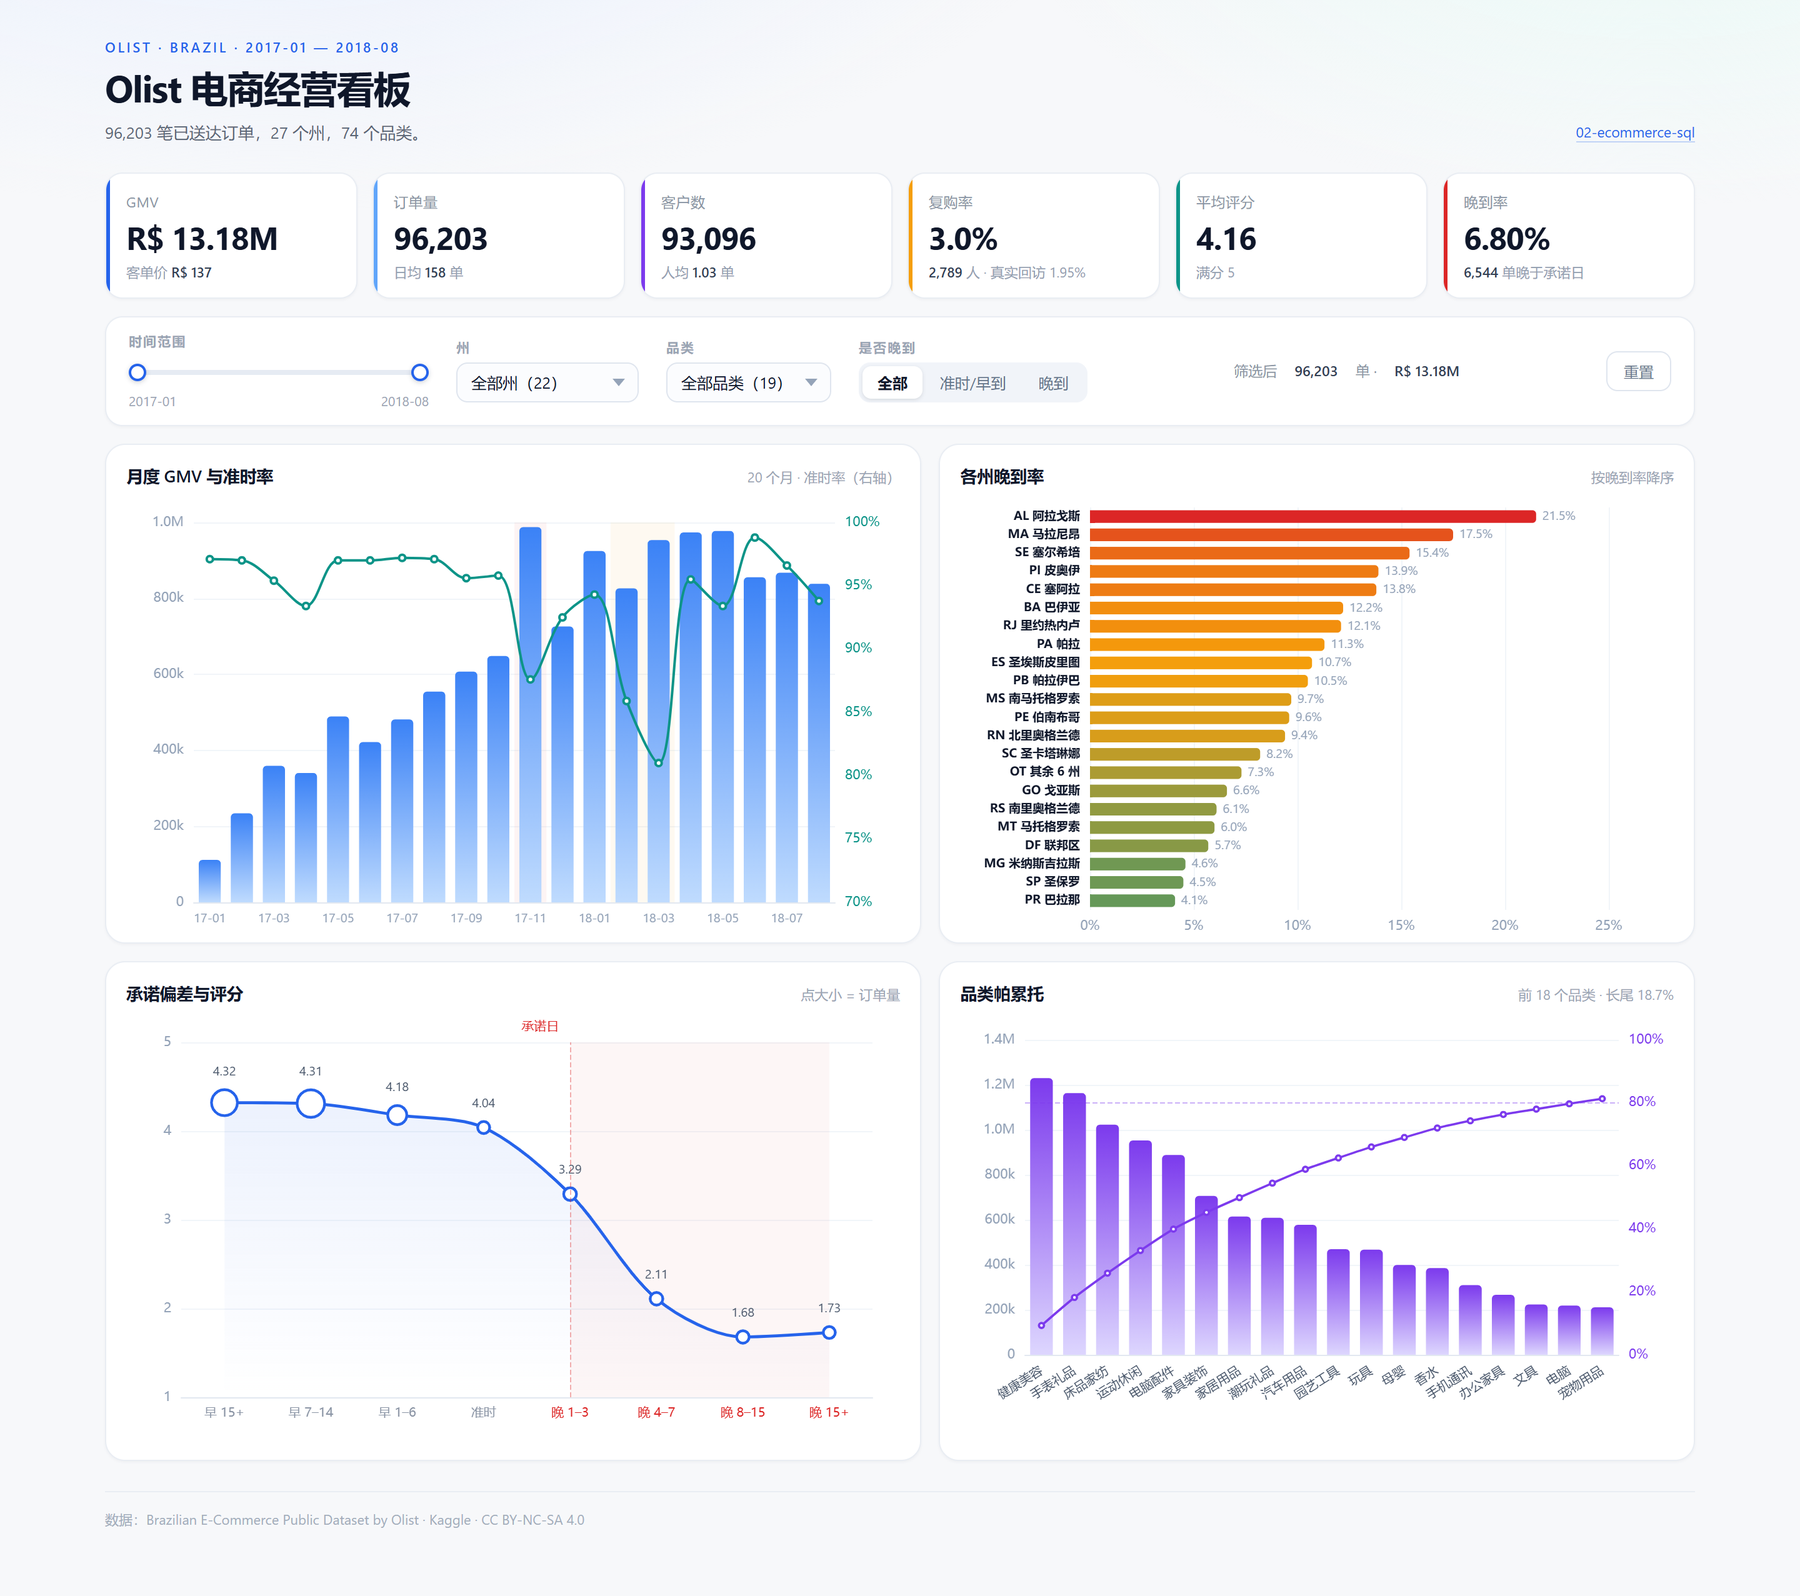 OLIST · BRAZIL · 2017-01 — 2018-08
Olist 电商经营看板
96,203 笔已送达订单，27 个州，74 个品类。
02-ecommerce-sql
GMV
R$ 13.18M
客单价 R$ 137
订单量
96,203
日均 158 单
客户数
93,096
人均 1.03 单
复购率
3.0%
2,789 人 · 真实回访 1.95%
平均评分
4.16
满分 5
晚到率
6.80%
6,544 单晚于承诺日
时间范围
2017-01
2018-08
州
全部州（22）
品类
全部品类（19）
是否晚到
全部
准时/早到
晚到
筛选后 96,203 单 · R$ 13.18M
重置
月度 GMV 与准时率
20 个月 · 准时率（右轴）
1.0M
800k
600k
400k
200k
0
100%
95%
90%
85%
80%
75%
70%
17-01
17-03
17-05
17-07
17-09
17-11
18-01
18-03
18-05
18-07
各州晚到率
按晚到率降序
AL 阿拉戈斯 21.5%
MA 马拉尼昂 17.5%
SE 塞尔希培 15.4%
PI 皮奥伊 13.9%
CE 塞阿拉 13.8%
BA 巴伊亚 12.2%
RJ 里约热内卢 12.1%
PA 帕拉 11.3%
ES 圣埃斯皮里图 10.7%
PB 帕拉伊巴 10.5%
MS 南马托格罗索 9.7%
PE 伯南布哥 9.6%
RN 北里奥格兰德 9.4%
SC 圣卡塔琳娜 8.2%
OT 其余 6 州 7.3%
GO 戈亚斯 6.6%
RS 南里奥格兰德 6.1%
MT 马托格罗索 6.0%
DF 联邦区 5.7%
MG 米纳斯吉拉斯 4.6%
SP 圣保罗 4.5%
PR 巴拉那 4.1%
0%
5%
10%
15%
20%
25%
承诺偏差与评分
点大小 = 订单量
承诺日
5
4
3
2
1
4.32
4.31
4.18
4.04
3.29
2.11
1.68
1.73
早 15+
早 7–14
早 1–6
准时
晚 1–3
晚 4–7
晚 8–15
晚 15+
品类帕累托
前 18 个品类 · 长尾 18.7%
1.4M
1.2M
1.0M
800k
600k
400k
200k
0
100%
80%
60%
40%
20%
0%
健康美容
手表礼品
床品家纺
运动休闲
电脑配件
家具装饰
家居用品
潮玩礼品
汽车用品
园艺工具
玩具
母婴
香水
手机通讯
办公家具
文具
电脑
宠物用品
数据：Brazilian E-Commerce Public Dataset by Olist · Kaggle · CC BY-NC-SA 4.0